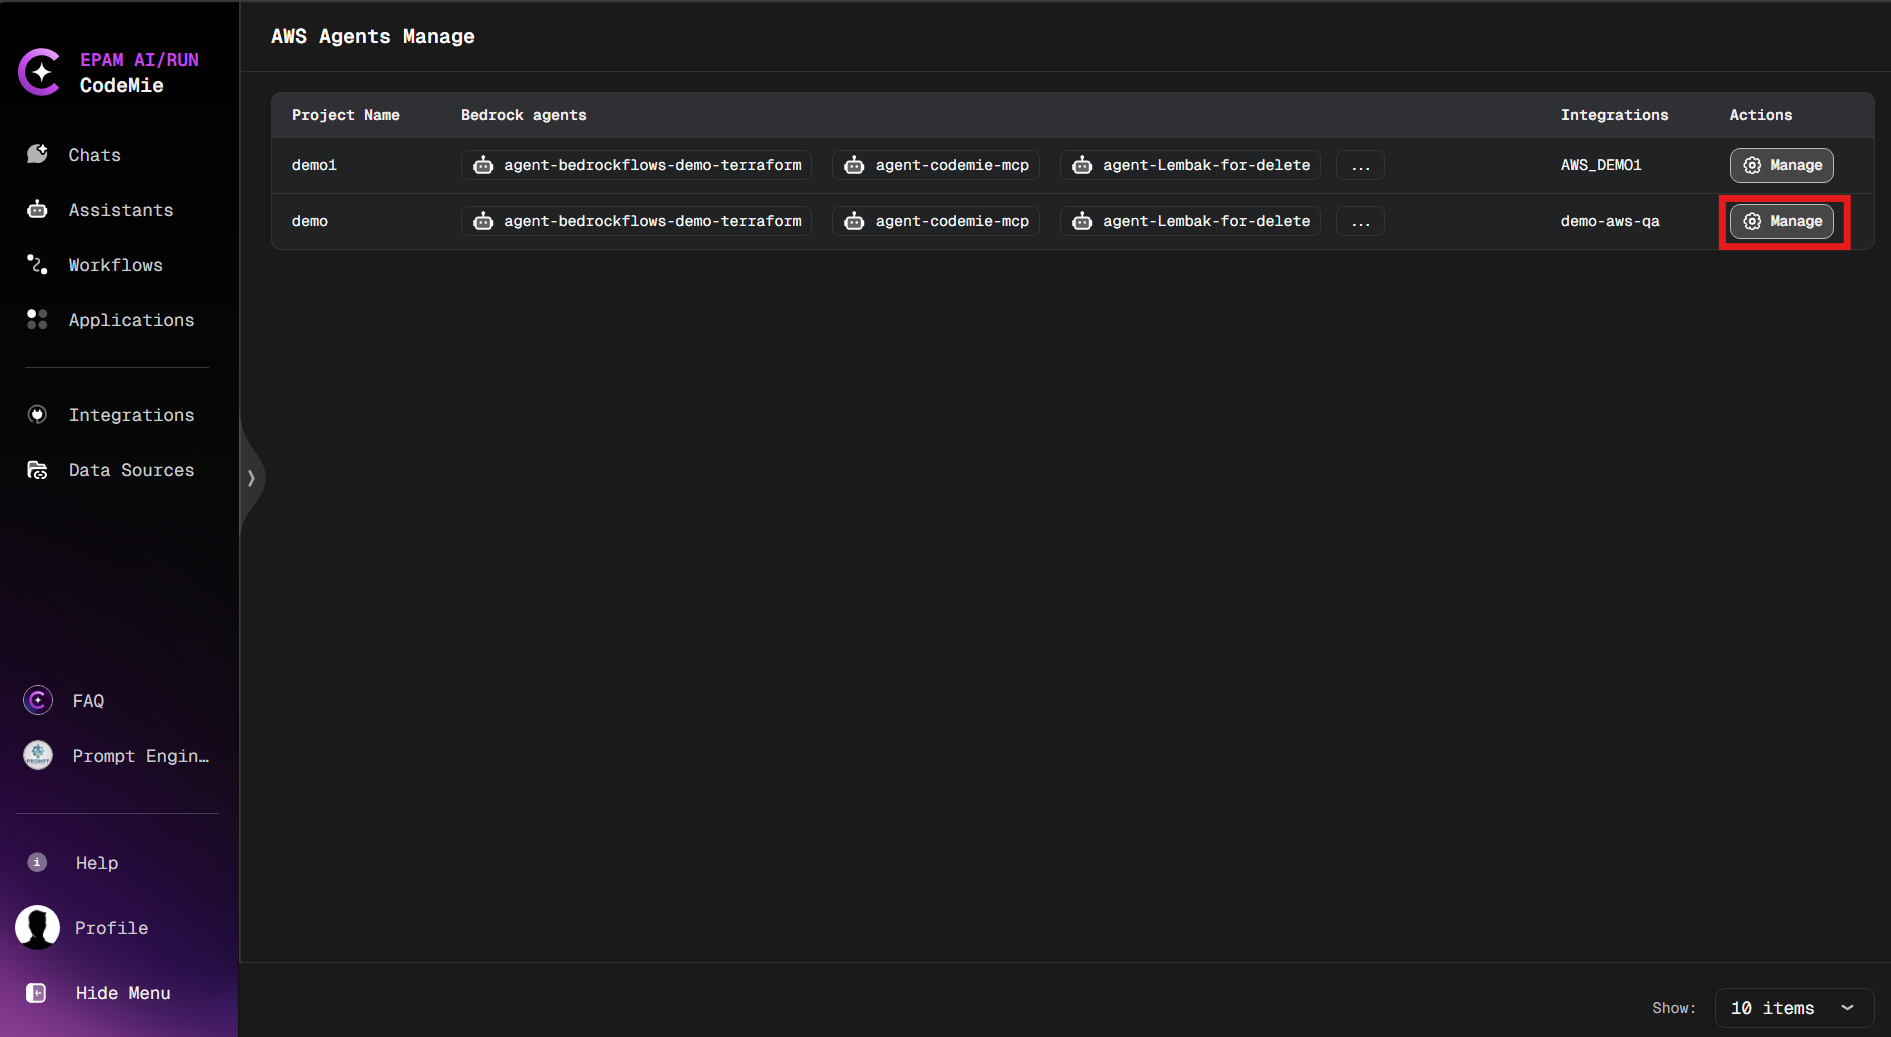 EPAM AI/RUN
CodeMie
Chats
Assistants
Workflows
Applications
Integrations
Data Sources
FAQ
Prompt Engin…
Help
Profile
Hide Menu
AWS Agents Manage
Project Name Bedrock agents Integrations Actions
demo1 agent-bedrockflows-demo-terraform agent-codemie-mcp agent-Lembak-for-delete ... AWS_DEMO1 Manage
demo agent-bedrockflows-demo-terraform agent-codemie-mcp agent-Lembak-for-delete ... demo-aws-qa Manage
Show: 10 items